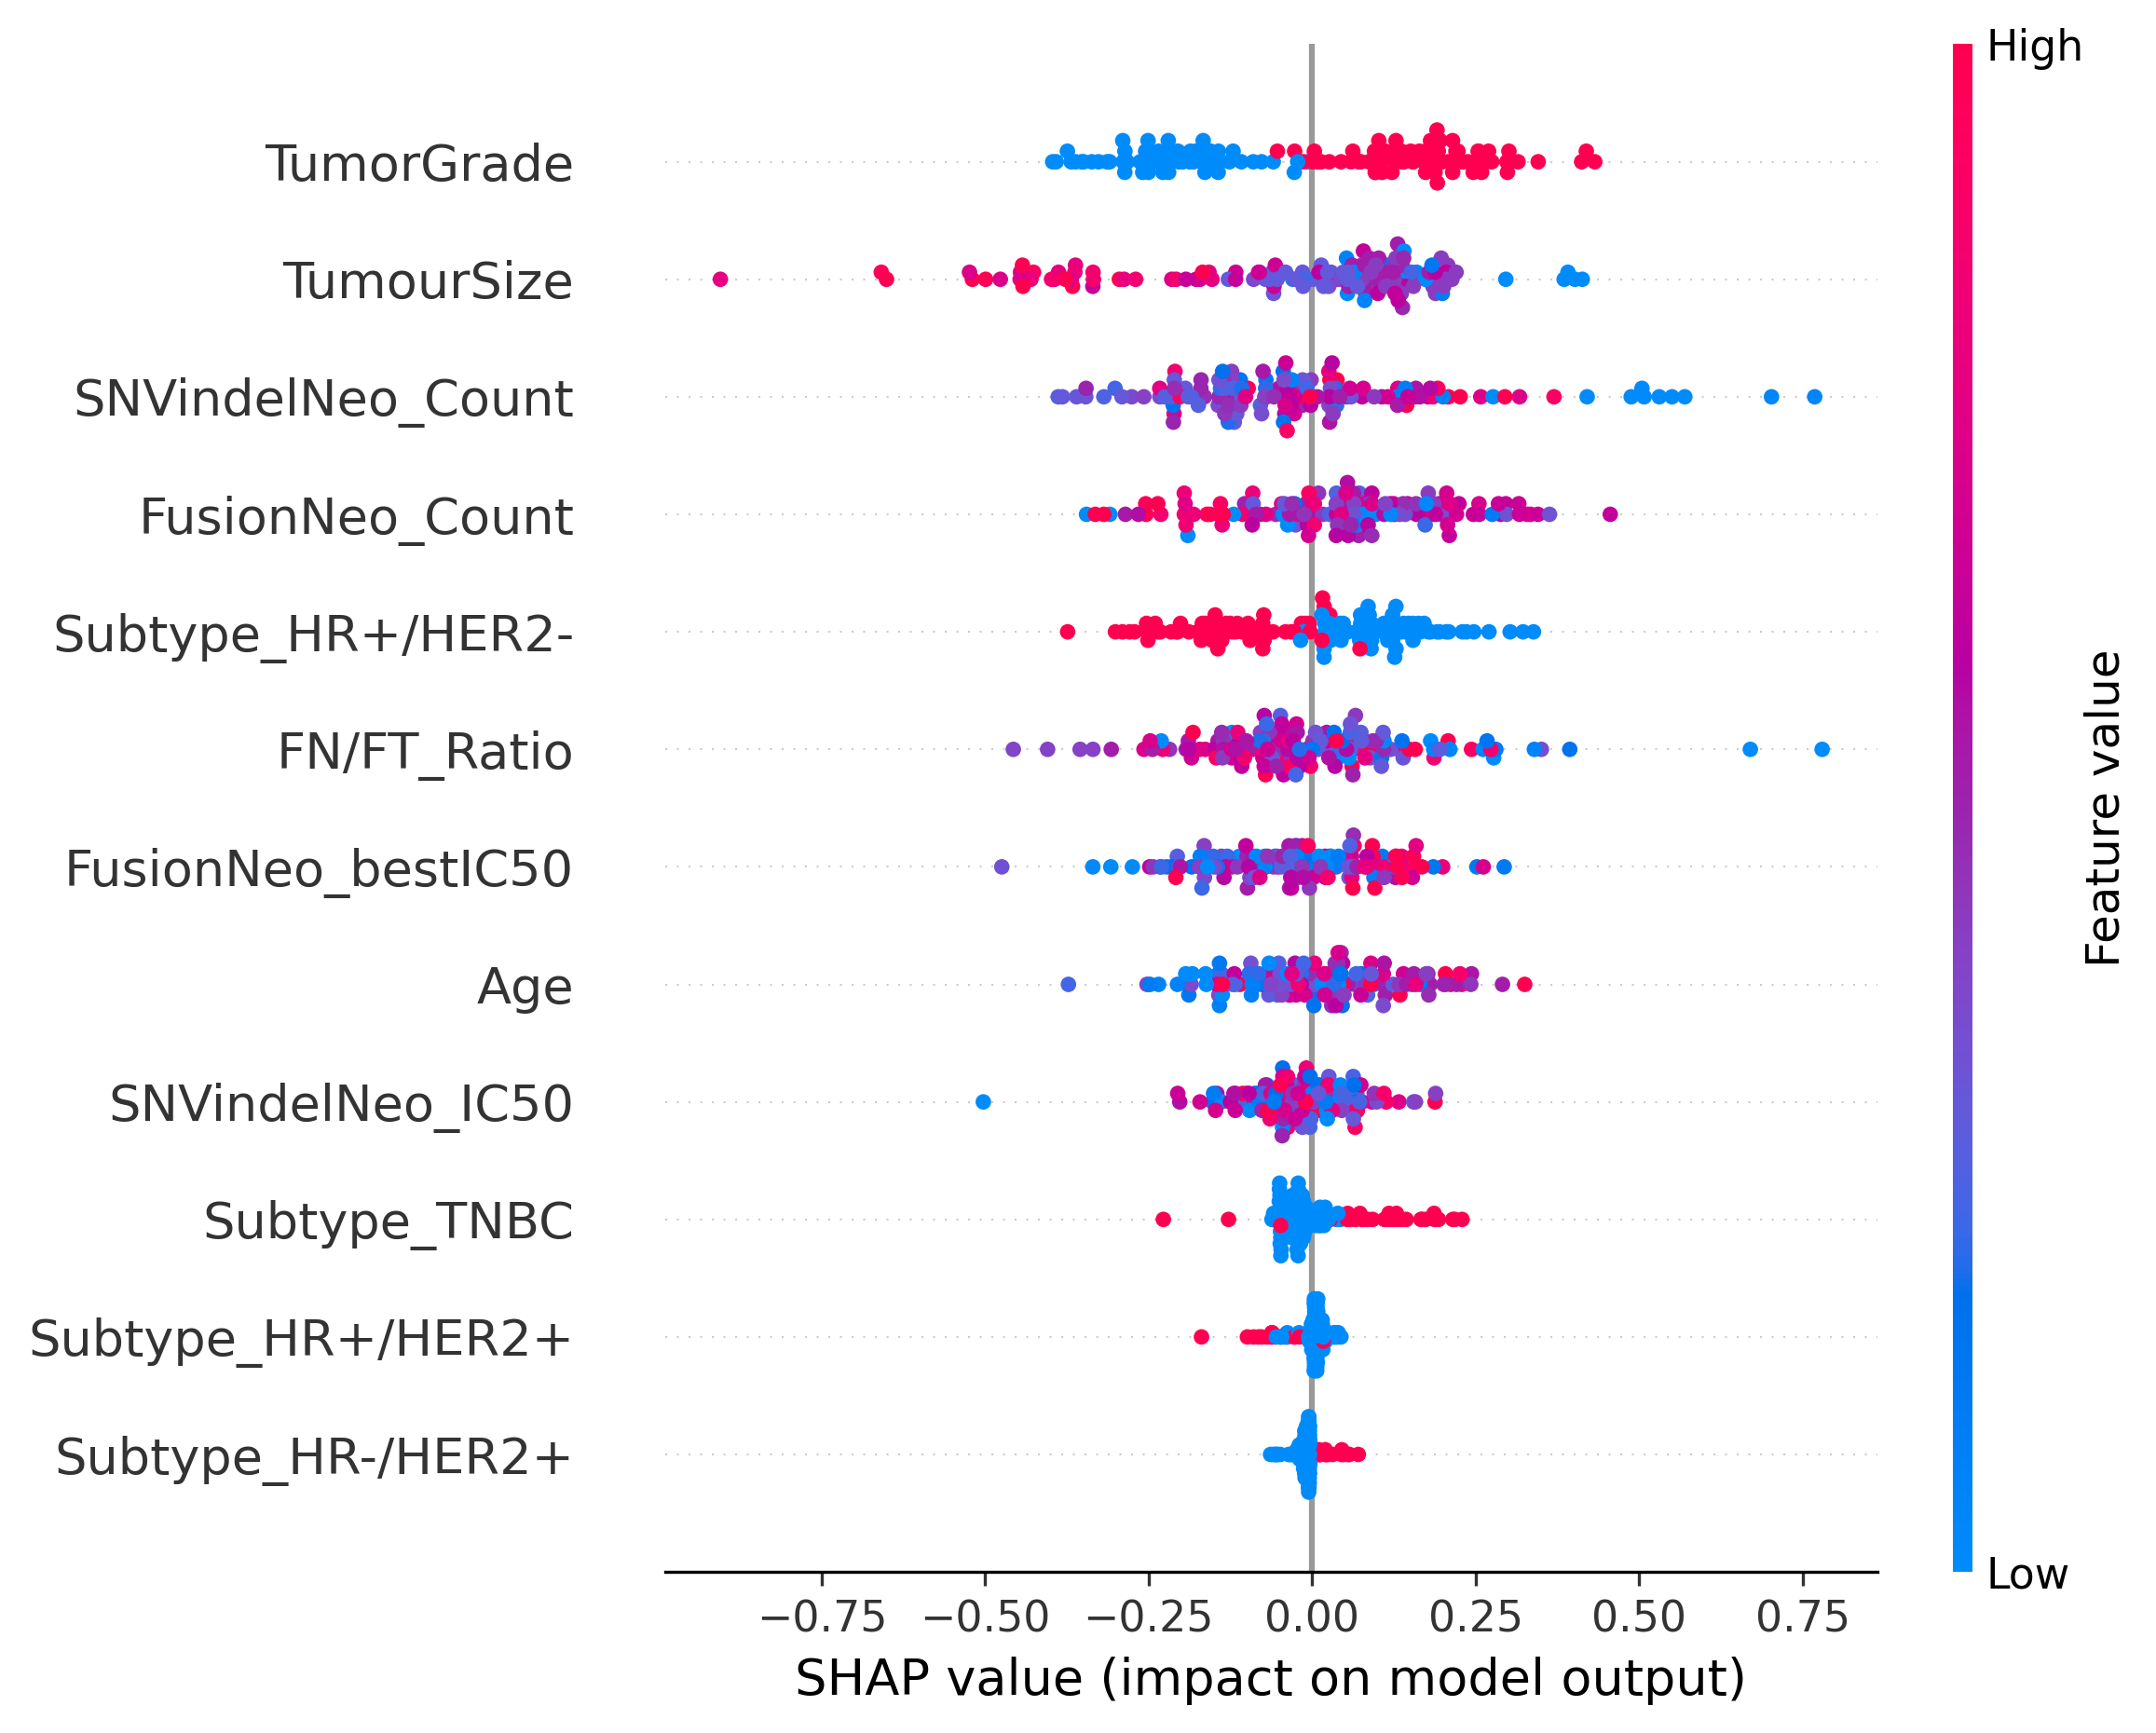 High
TumorGrade
TumourSize
SNVindelNeo_Count
FusionNeo_Count
Subtype_HR+/HER2-
FN/FT_Ratio
FusionNeo_bestIC50
Age
SNVindelNeo_IC50
Subtype_TNBC
Subtype_HR+/HER2+
Subtype_HR-/HER2+
Feature value
Low
−0.75 −0.50 −0.25 0.00 0.25 0.50 0.75
SHAP value (impact on model output)